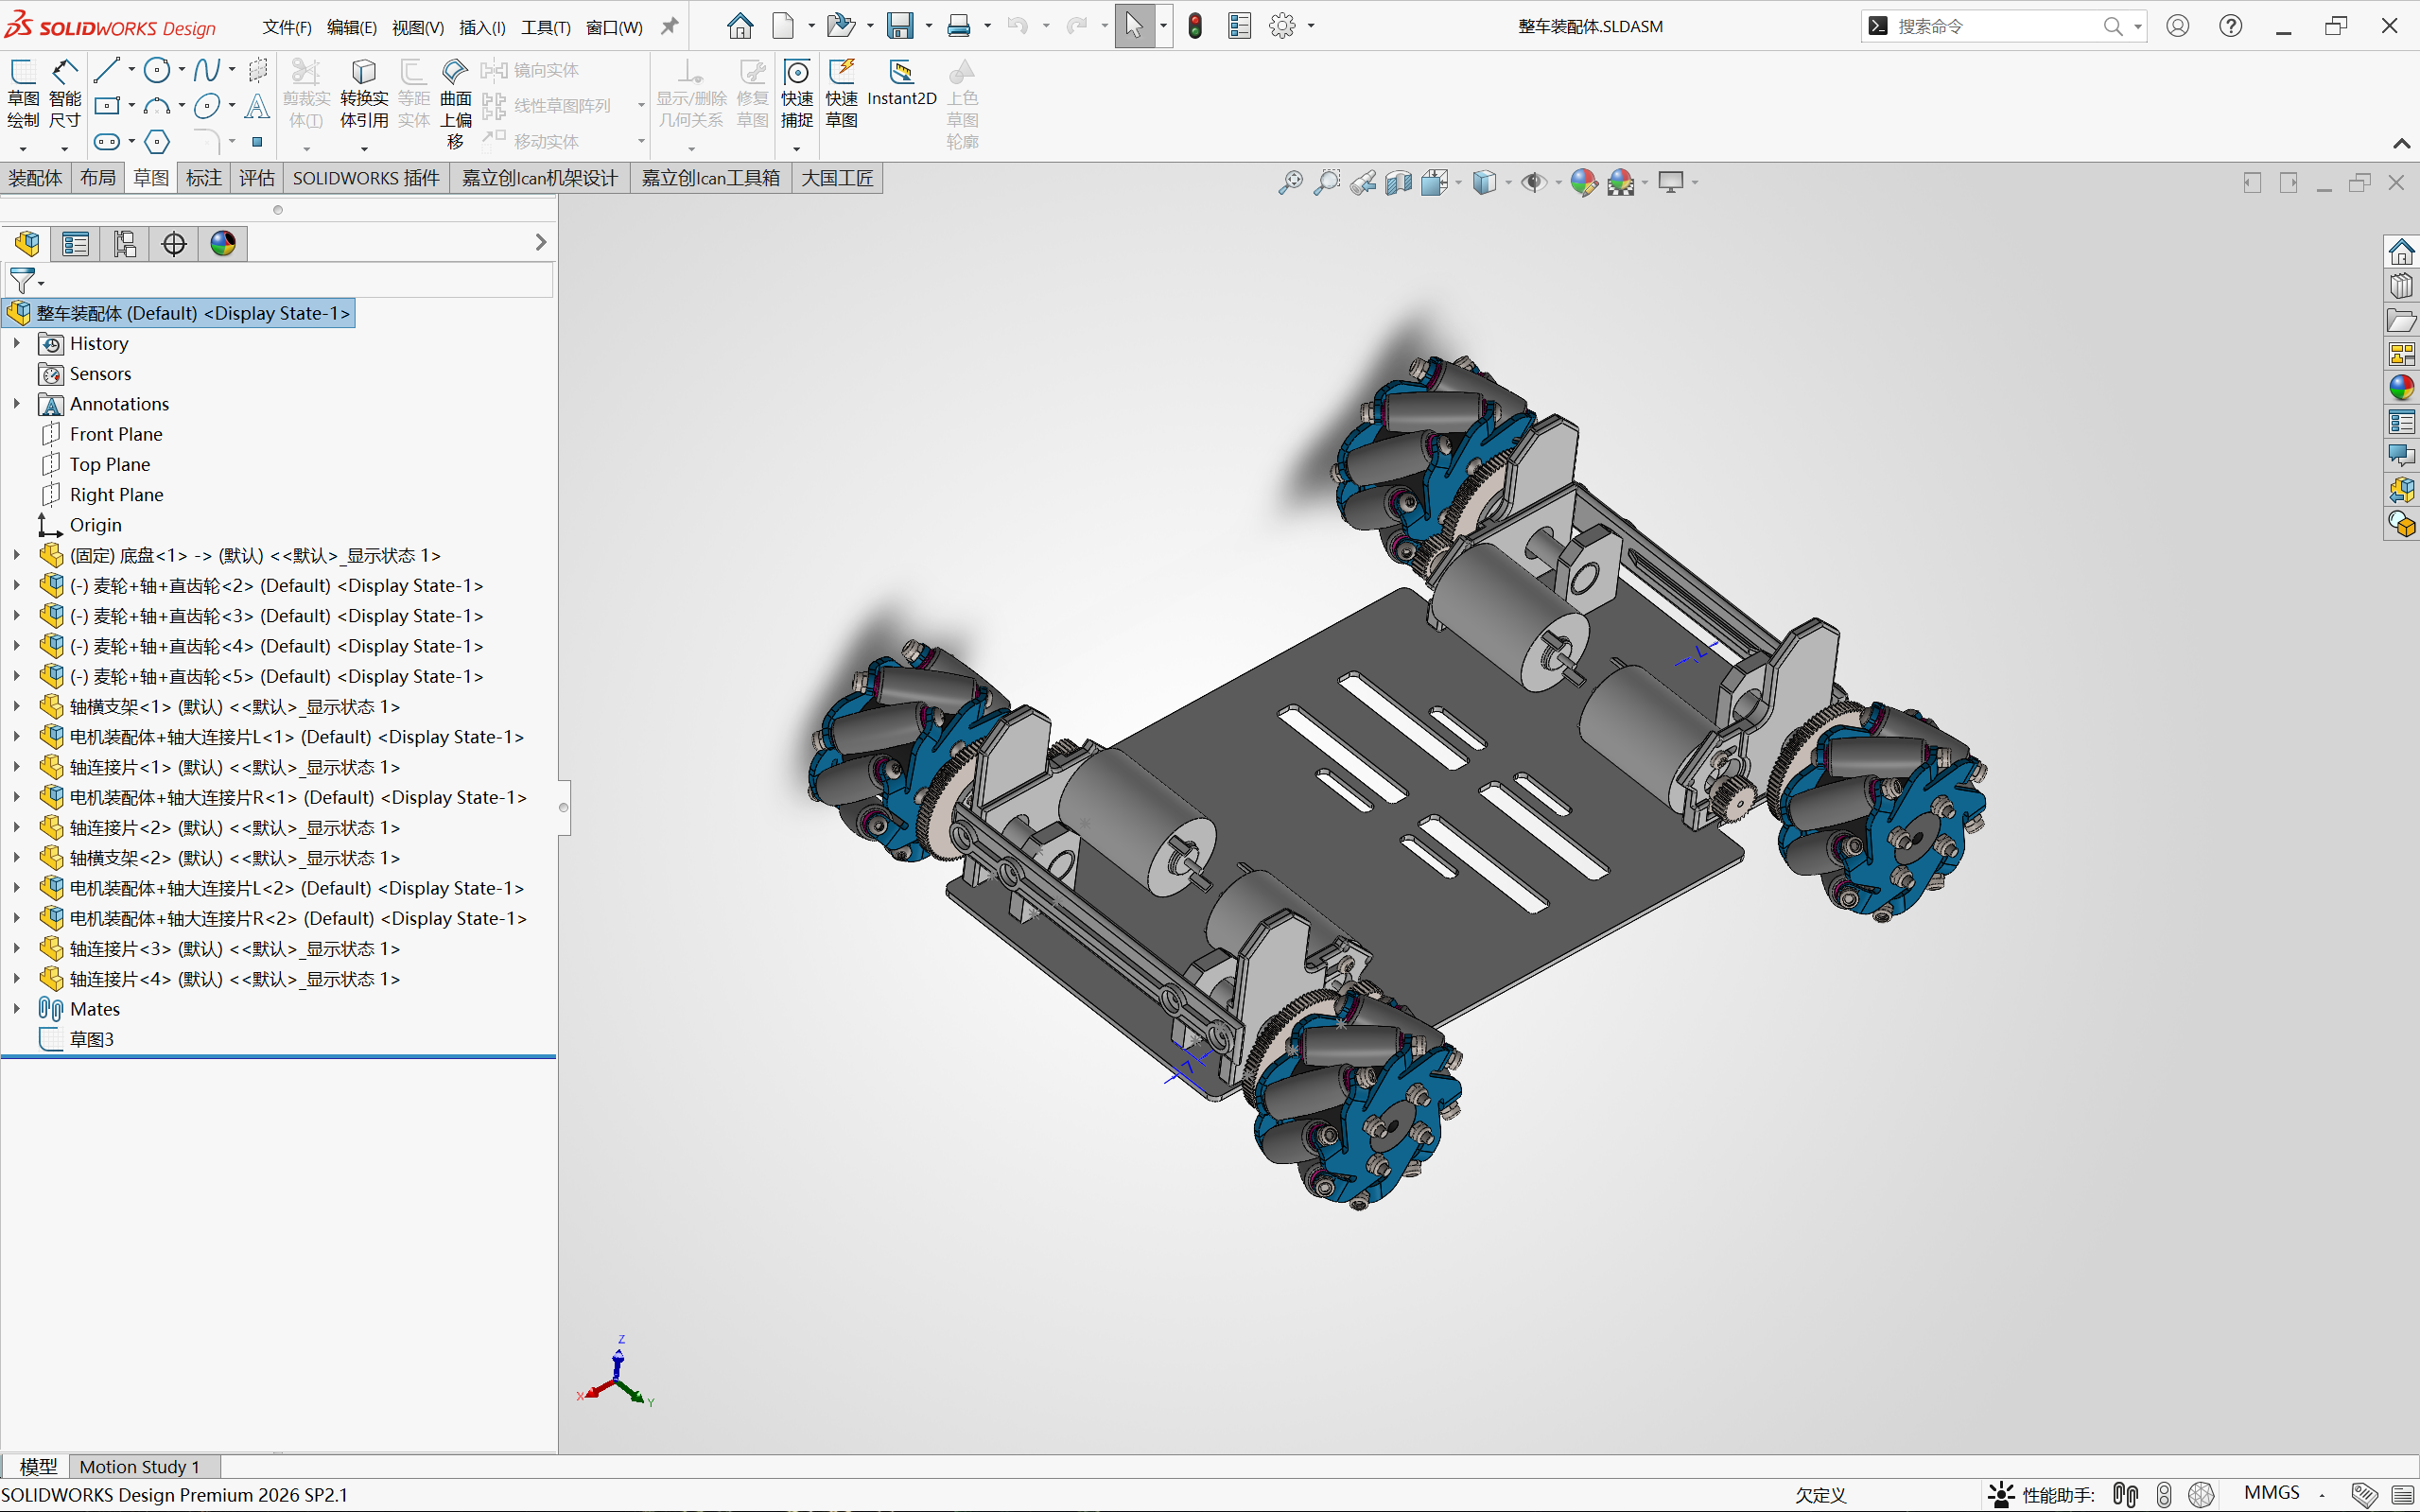 SOLIDWORKS Design 文件(F) 编辑(E) 视图(V) 插入(I) 工具(T) 窗口(W) 整车装配体.SLDASM 搜索命令
草图绘制 智能尺寸 剪裁实体(T) 转换实体引用 等距实体 曲面上偏移 镜向实体 线性草图阵列 移动实体 显示/删除几何关系 修复草图 快速捕捉 快速草图 Instant2D 上色草图轮廓
装配体 布局 草图 标注 评估 SOLIDWORKS 插件 嘉立创Ican机架设计 嘉立创Ican工具箱 大国工匠
整车装配体 (Default) <Display State-1>
History
Sensors
Annotations
Front Plane
Top Plane
Right Plane
Origin
(固定) 底盘<1> -> (默认) <<默认>_显示状态 1>
(-) 麦轮+轴+直齿轮<2> (Default) <Display State-1>
(-) 麦轮+轴+直齿轮<3> (Default) <Display State-1>
(-) 麦轮+轴+直齿轮<4> (Default) <Display State-1>
(-) 麦轮+轴+直齿轮<5> (Default) <Display State-1>
轴横支架<1> (默认) <<默认>_显示状态 1>
电机装配体+轴大连接片L<1> (Default) <Display State-1>
轴连接片<1> (默认) <<默认>_显示状态 1>
电机装配体+轴大连接片R<1> (Default) <Display State-1>
轴连接片<2> (默认) <<默认>_显示状态 1>
轴横支架<2> (默认) <<默认>_显示状态 1>
电机装配体+轴大连接片L<2> (Default) <Display State-1>
电机装配体+轴大连接片R<2> (Default) <Display State-1>
轴连接片<3> (默认) <<默认>_显示状态 1>
轴连接片<4> (默认) <<默认>_显示状态 1>
Mates
草图3
Z
X
Y
模型 Motion Study 1
SOLIDWORKS Design Premium 2026 SP2.1 欠定义 性能助手: MMGS